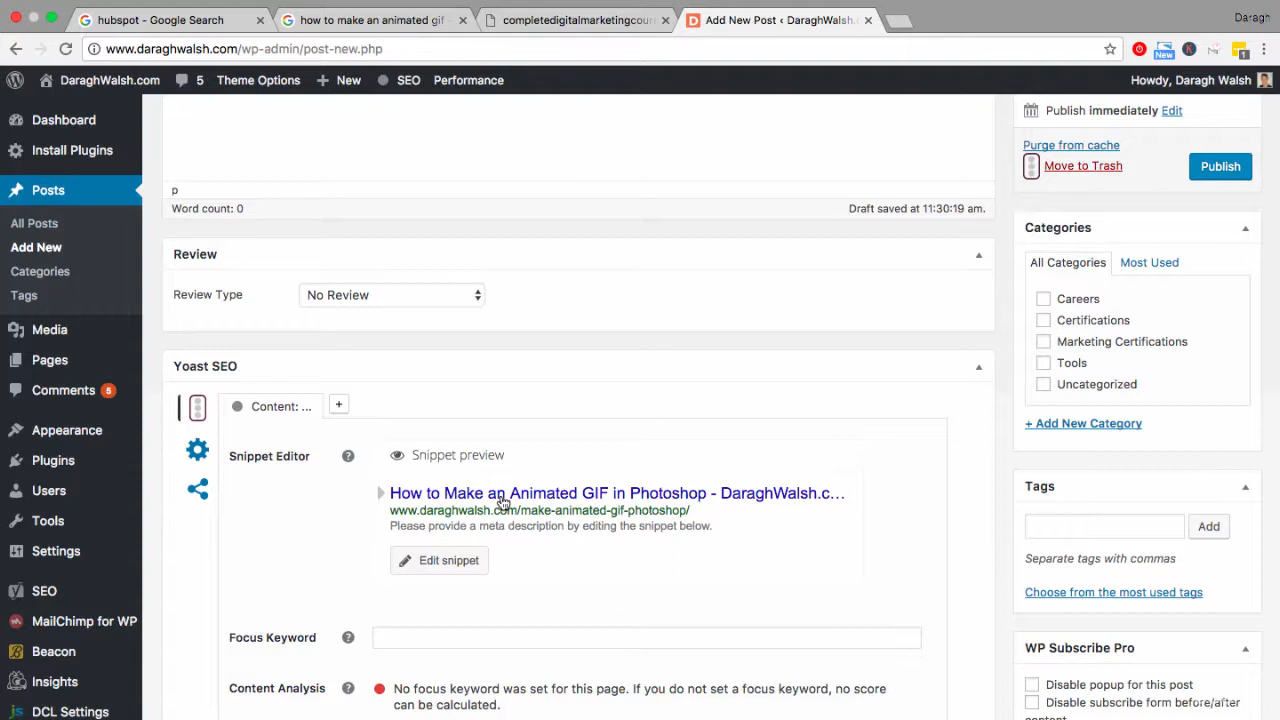 hubspot - Google Search
how to make an animated gif -
completedigitalmarketingcour
Add New Post ‹ DaraghWalsh.
Daragh
www.daraghwalsh.com/wp-admin/post-new.php
New
1
DaraghWalsh.com
5
Theme Options
New
SEO
Performance
Howdy, Daragh Walsh
Dashboard
Install Plugins
Posts
All Posts
Add New
Categories
Tags
Media
Pages
Comments 5
Appearance
Plugins
Users
Tools
Settings
SEO
MailChimp for WP
Beacon
Insights
DCL Settings
p
Word count: 0
Draft saved at 11:30:19 am.
Review
Review Type
No Review
Yoast SEO
Content: ...
+
Snippet Editor
?
Snippet preview
How to Make an Animated GIF in Photoshop - DaraghWalsh.c...
www.daraghwalsh.com/make-animated-gif-photoshop/
Please provide a meta description by editing the snippet below.
Edit snippet
Focus Keyword
?
Content Analysis
?
No focus keyword was set for this page. If you do not set a focus keyword, no score
can be calculated.
Publish immediately Edit
Purge from cache
Move to Trash
Publish
Categories
All Categories
Most Used
Careers
Certifications
Marketing Certifications
Tools
Uncategorized
+ Add New Category
Tags
Add
Separate tags with commas
Choose from the most used tags
WP Subscribe Pro
Disable popup for this post
Disable subscribe form before/after
content